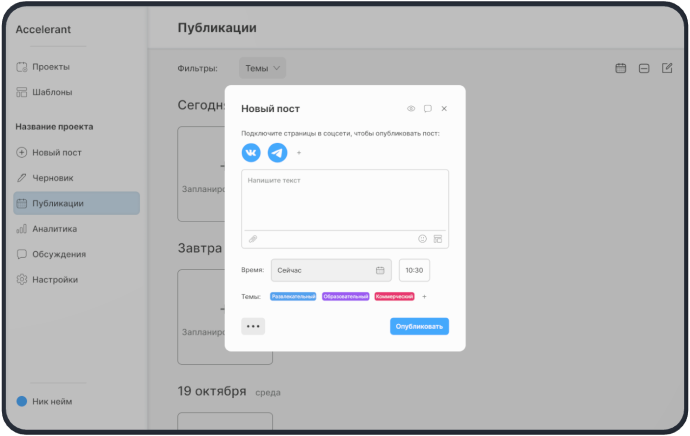 Accelerant
Публикации
Проекты
Шаблоны
Название проекта
Новый пост
Черновик
Публикации
Аналитика
Обсуждения
Настройки
Ник нейм
Фильтры:
Темы
Сегодня
Завтра
19 октября среда
Новый пост
Подключите страницы в соцсети, чтобы опубликовать пост:
Напишите текст
Время:
Сейчас
10:30
Темы:
Развлекательный
Образовательный
Коммерческий
+
Опубликовать